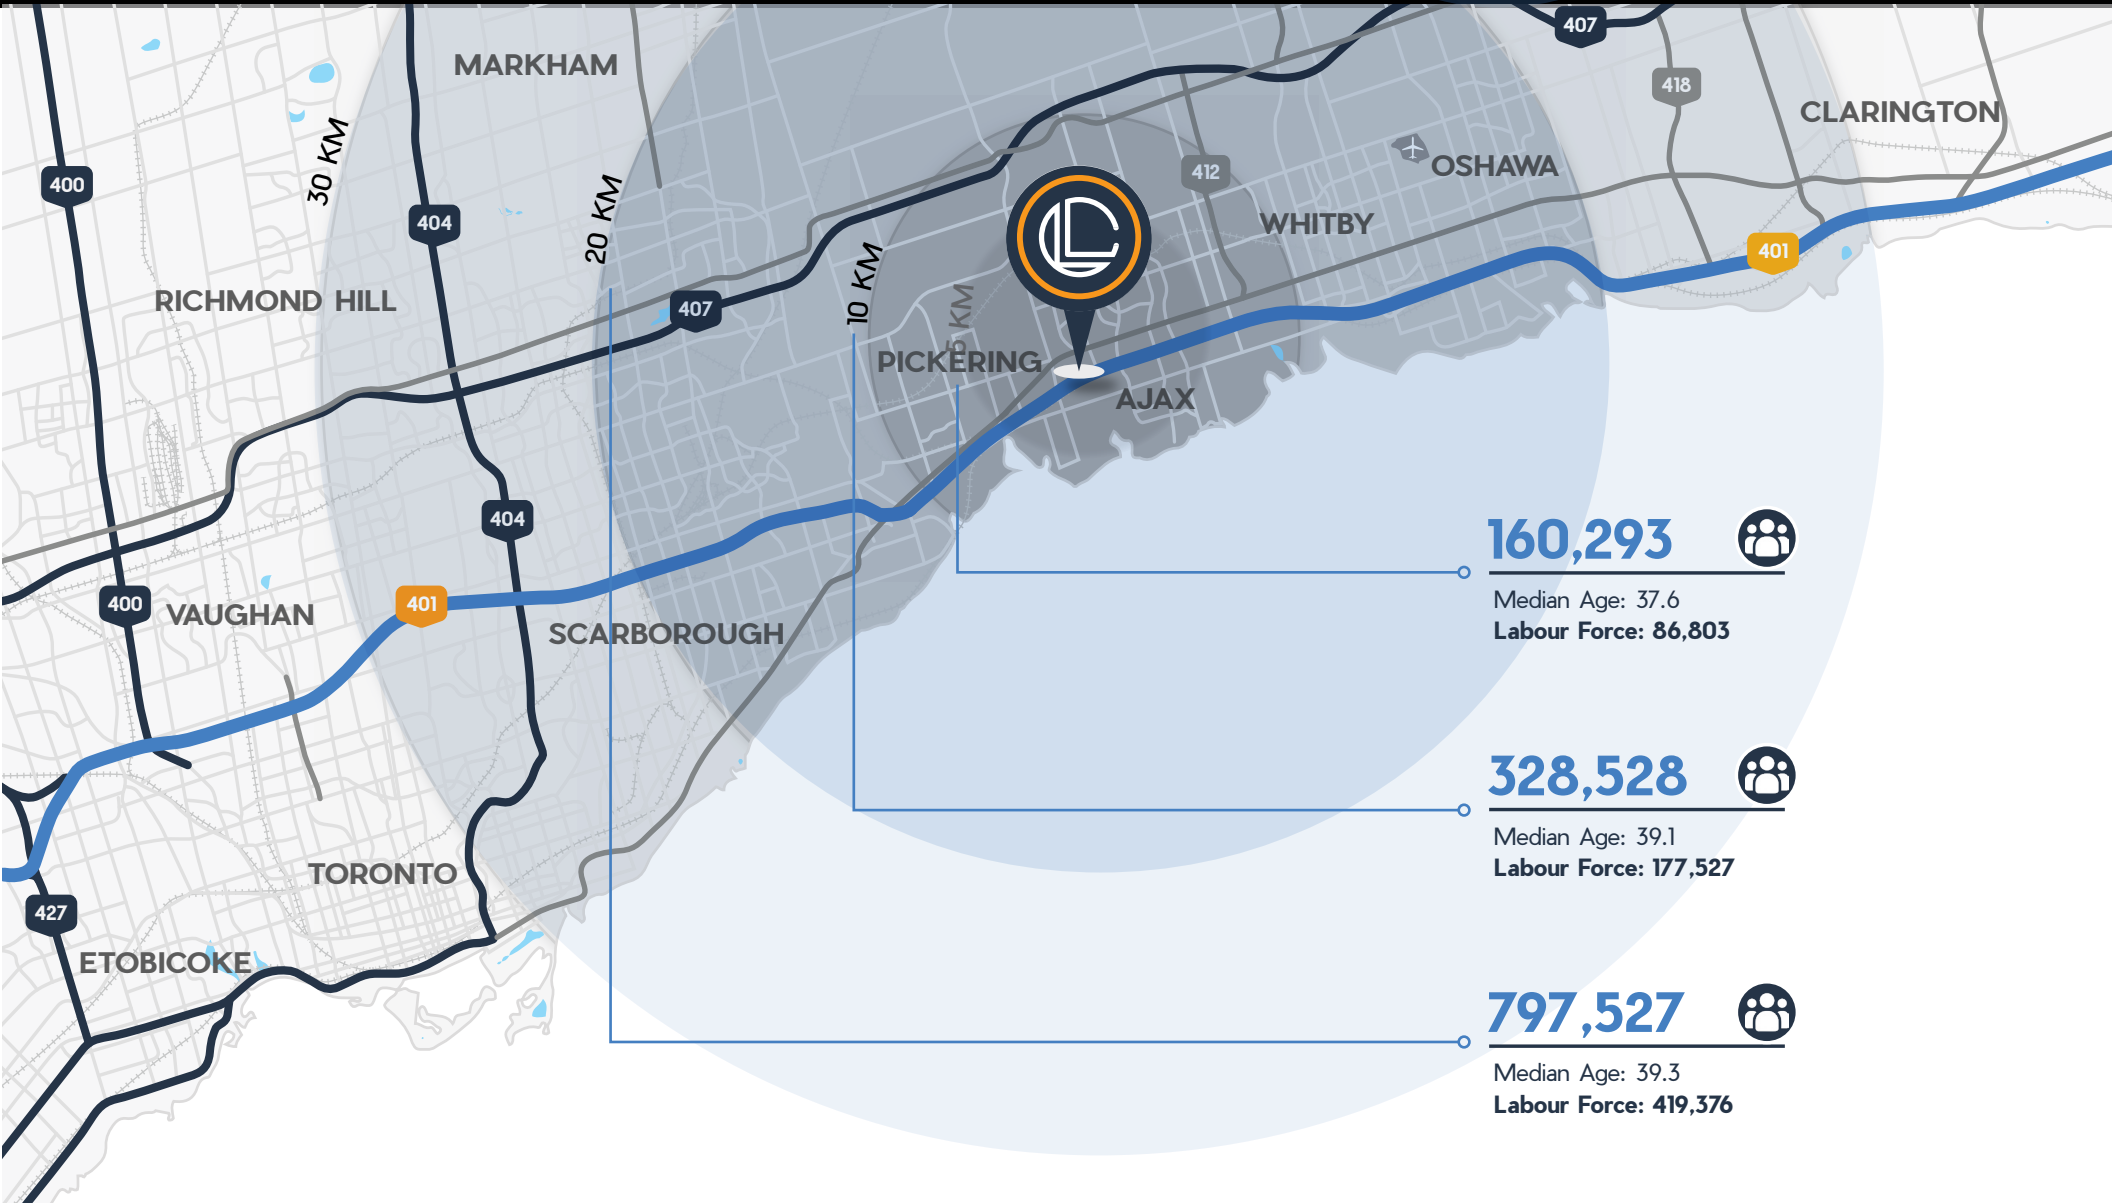 407
MARKHAM
418
CLARINGTON
30 KM
400
404
20 KM
412
OSHAWA
WHITBY
10 KM
401
RICHMOND HILL
407
5 KM
PICKERING
AJAX
404
160,293
Median Age: 37.6
Labour Force: 86,803
400
VAUGHAN
401
SCARBOROUGH
328,528
Median Age: 39.1
Labour Force: 177,527
TORONTO
427
ETOBICOKE
797,527
Median Age: 39.3
Labour Force: 419,376